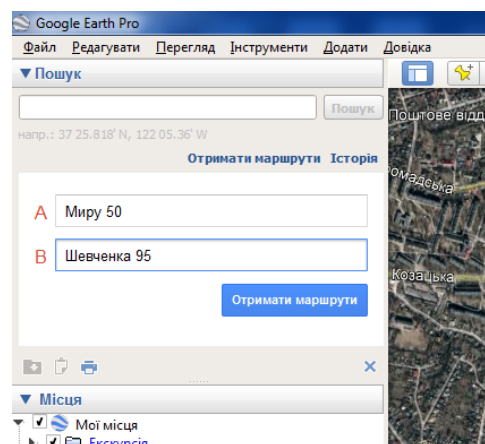 Google Earth Pro
Файл Редагувати Перегляд Інструменти Додати Довідка
▼ Пошук
Пошук
напр.: 37 25.818' N, 122 05.36' W
Отримати маршрути Історія
A Миру 50
B Шевченка 95
Отримати маршрути
▼ Місця
Мої місця
Екскурсія
Поштове відд
Козацька